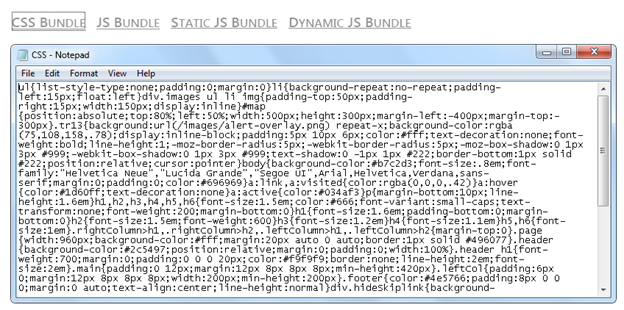 CSS BUNDLE JS BUNDLE STATIC JS BUNDLE DYNAMIC JS BUNDLE
CSS - Notepad
File Edit Format View Help
ul{list-style-type:none;padding:0;margin:0}li{background-repeat:no-repeat;padding-
left:15px;float:left}div.images ul li img{padding-top:50px;padding-
right:15px;width:150px;display:inline}#map
{position:absolute;top:80%;left:50%;width:500px;height:300px;margin-left:-400px;margin-top:-
300px}.tr13{background:url(/images/alert-overlay.png) repeat-x;background-color:rgba
(75,108,158,.78);display:inline-block;padding:5px 10px 6px;color:#fff;text-decoration:none;font-
weight:bold;line-height:1;-moz-border-radius:5px;-webkit-border-radius:5px;-moz-box-shadow:0 1px
3px #999;-webkit-box-shadow:0 1px 3px #999;text-shadow:0 -1px 1px #222;border-bottom:1px solid
#222;position:relative;cursor:pointer}body{background-color:#b7c2d3;font-size:.8em;font-
family:"Helvetica Neue","Lucida Grande","Segoe UI",Arial,Helvetica,Verdana,sans-
serif;margin:0;padding:0;color:#696969}a:link,a:visited{color:rgba(0,0,0,.42)}a:hover
{color:#1d60ff;text-decoration:none}a:active{color:#034af3}p{margin-bottom:10px;line-
height:1.6em}h1,h2,h3,h4,h5,h6{font-size:1.5em;color:#666;font-variant:small-caps;text-
transform:none;font-weight:200;margin-bottom:0}h1{font-size:1.6em;padding-bottom:0;margin-
bottom:0}h2{font-size:1.5em;font-weight:600}h3{font-size:1.2em}h4{font-size:1.1em}h5,h6{font-
size:1em}.rightColumn>h1,.rightColumn>h2,.leftColumn>h1,.leftColumn>h2{margin-top:0}.page
{width:960px;background-color:#fff;margin:20px auto 0 auto;border:1px solid #496077}.header
{background-color:#2c5497;position:relative;margin:0;padding:0;width:100%}.header h1{font-
weight:700;margin:0;padding:0 0 0 20px;color:#f9f9f9;border:none;line-height:2em;font-
size:2em}.main{padding:0 12px;margin:12px 8px 8px 8px;min-height:420px}.leftCol{padding:6px
0;margin:12px 8px 8px 8px;width:200px;min-height:200px}.footer{color:#4e5766;padding:8px 0 0
0;margin:0 auto;text-align:center;line-height:normal}div.hideskiplink{background-